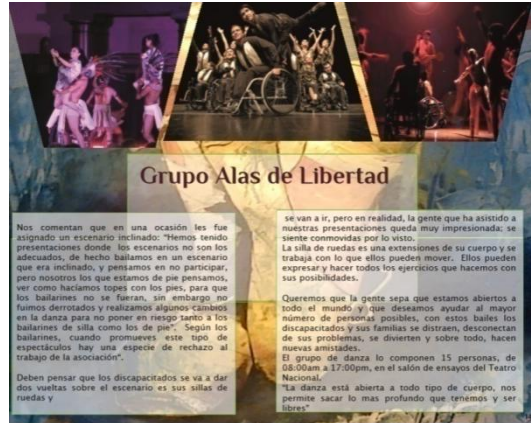 Grupo Alas de Libertad
Nos comentan que en una ocasión les fue
asignado un escenario inclinado: "Hemos tenido
presentaciones donde los escenarios no son los
adecuados, de hecho bailamos en un escenario
que era inclinado, y pensamos en no participar,
pero nosotros los que estamos de pie pensamos,
ver como hacíamos topes con los pies, para que
los bailarines no se fueran, sin embargo no
fuimos derrotados y realizamos algunos cambios
en la danza para no poner en riesgo tanto a los
bailarines de silla como los de pie". Según los
bailarines, cuando promueves este tipo de
espectáculos hay una especie de rechazo al
trabajo de la asociación".
Deben pensar que los discapacitados se va a dar
dos vueltas sobre el escenario es sus sillas de
ruedas y
se van a ir, pero en realidad, la gente que ha asistido a
nuestras presentaciones queda muy impresionada; se
siente conmovidas por lo visto.
La silla de ruedas es una extensiones de su cuerpo y se
trabaja con lo que ellos pueden mover. Ellos pueden
expresar y hacer todos los ejercicios que hacemos con
sus posibilidades.
Queremos que la gente sepa que estamos abiertos a
todo el mundo y que deseamos ayudar al mayor
número de personas posibles, con estos bailes los
discapacitados y sus familias se distraen, desconectan
de sus problemas, se divierten y sobre todo, hacen
nuevas amistades.
El grupo de danza lo componen 15 personas, de
08:00am a 17:00pm, en el salón de ensayos del Teatro
Nacional.
"La danza está abierta a todo tipo de cuerpo, nos
permite sacar lo mas profundo que tenemos y ser
libres"